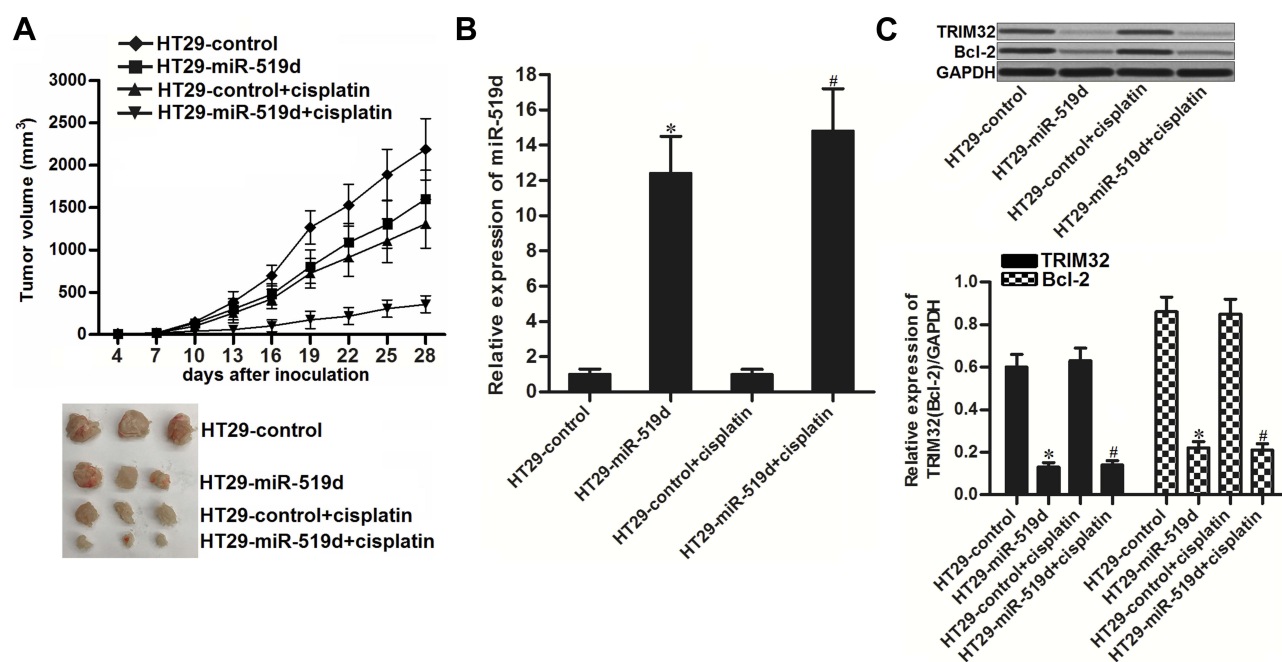 A
HT29-control
HT29-miR-519d
HT29-control+cisplatin
HT29-miR-519d+cisplatin
Tumor volume (mm³)
3000
2500
2000
1500
1000
500
0
4 7 10 13 16 19 22 25 28
days after inoculation
HT29-control
HT29-miR-519d
HT29-control+cisplatin
HT29-miR-519d+cisplatin
B
Relative expression of miR-519d
18
16
14
12
10
8
6
4
2
0
*
#
HT29-control
HT29-miR-519d
HT29-control+cisplatin
HT29-miR-519d+cisplatin
C
TRIM32
Bcl-2
GAPDH
HT29-control
HT29-miR-519d
HT29-control+cisplatin
HT29-miR-519d+cisplatin
TRIM32
Bcl-2
Relative expression of
TRIM32(Bcl-2)/GAPDH
1.0
0.8
0.6
0.4
0.2
0.0
*
#
*
#
HT29-control
HT29-miR-519d
HT29-control+cisplatin
HT29-miR-519d+cisplatin
HT29-control
HT29-miR-519d
HT29-control+cisplatin
HT29-miR-519d+cisplatin